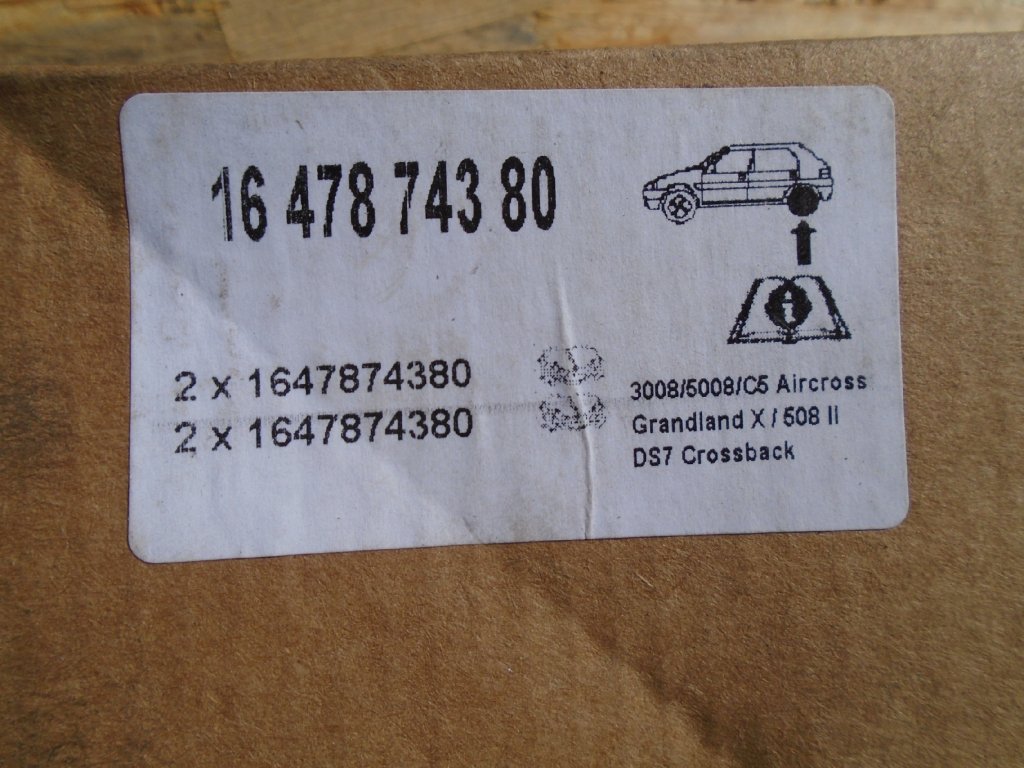 16 478 743 80
2 x 1647874380
2 x 1647874380
3008/5008/C5 Aircross
Grandland X / 508 II
DS7 Crossback